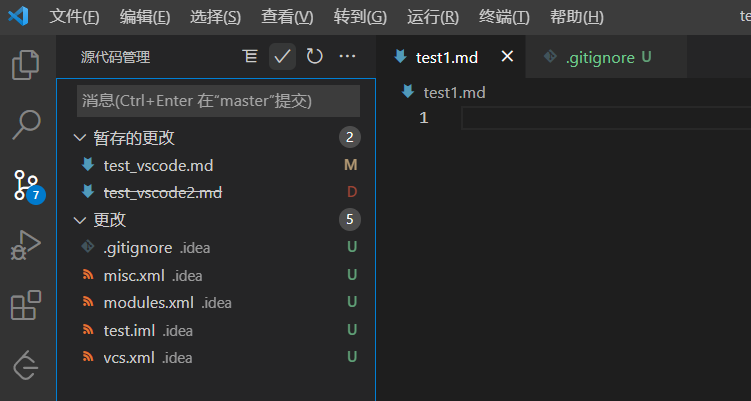 文件(F) 编辑(E) 选择(S) 查看(V) 转到(G) 运行(R) 终端(T) 帮助(H) te
源代码管理
test1.md
.gitignore U
消息(Ctrl+Enter 在“master”提交)
test1.md
1
暂存的更改 2
test_vscode.md M
test_vscode2.md D
更改 5
.gitignore .idea U
misc.xml .idea U
modules.xml .idea U
test.iml .idea U
vcs.xml .idea U
7